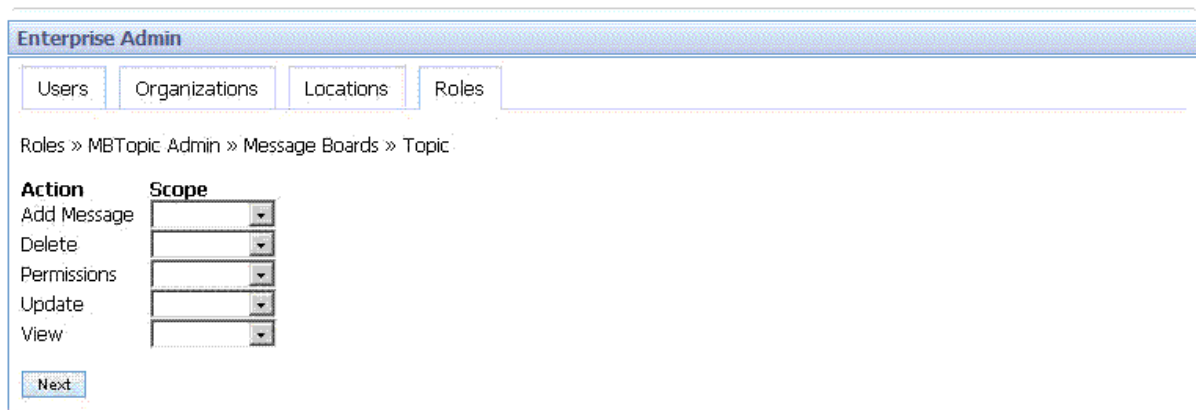 Enterprise Admin
Users Organizations Locations Roles
Roles » MBTopic Admin » Message Boards » Topic
Action Scope
Add Message
Delete
Permissions
Update
View
Next